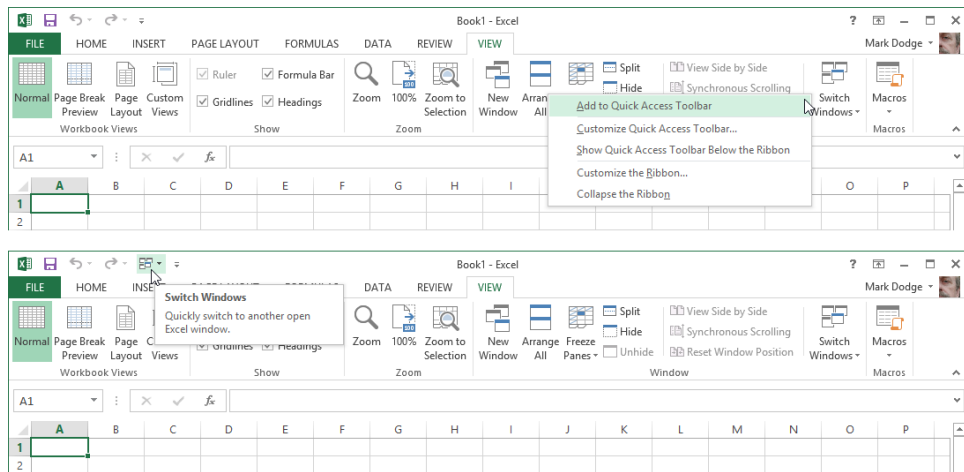 Book1 - Excel ?
FILE HOME INSERT PAGE LAYOUT FORMULAS DATA REVIEW VIEW Mark Dodge
Ruler Formula Bar Split View Side by Side
Hide Synchronous Scrolling
Normal Page Break Page Custom Gridlines Headings Zoom 100% Zoom to New Arran Switch Macros
Preview Layout Views Selection Window All Windows
Workbook Views Show Zoom Macros
Add to Quick Access Toolbar
Customize Quick Access Toolbar...
Show Quick Access Toolbar Below the Ribbon
Customize the Ribbon...
Collapse the Ribbon
A1 fx
A B C D E F G H I O P
1
2
Book1 - Excel ?
FILE HOME INSE DATA REVIEW VIEW Mark Dodge
Switch Windows
Quickly switch to another open
Excel window.
Split View Side by Side
Hide Synchronous Scrolling
Unhide Reset Window Position
Normal Page Break Page C Gridlines Headings Zoom 100% Zoom to New Arrange Freeze Switch Macros
Preview Layout Views Selection Window All Panes Windows
Workbook Views Show Zoom Window Macros
A1 fx
A B C D E F G H I J K L M N O P
1
2